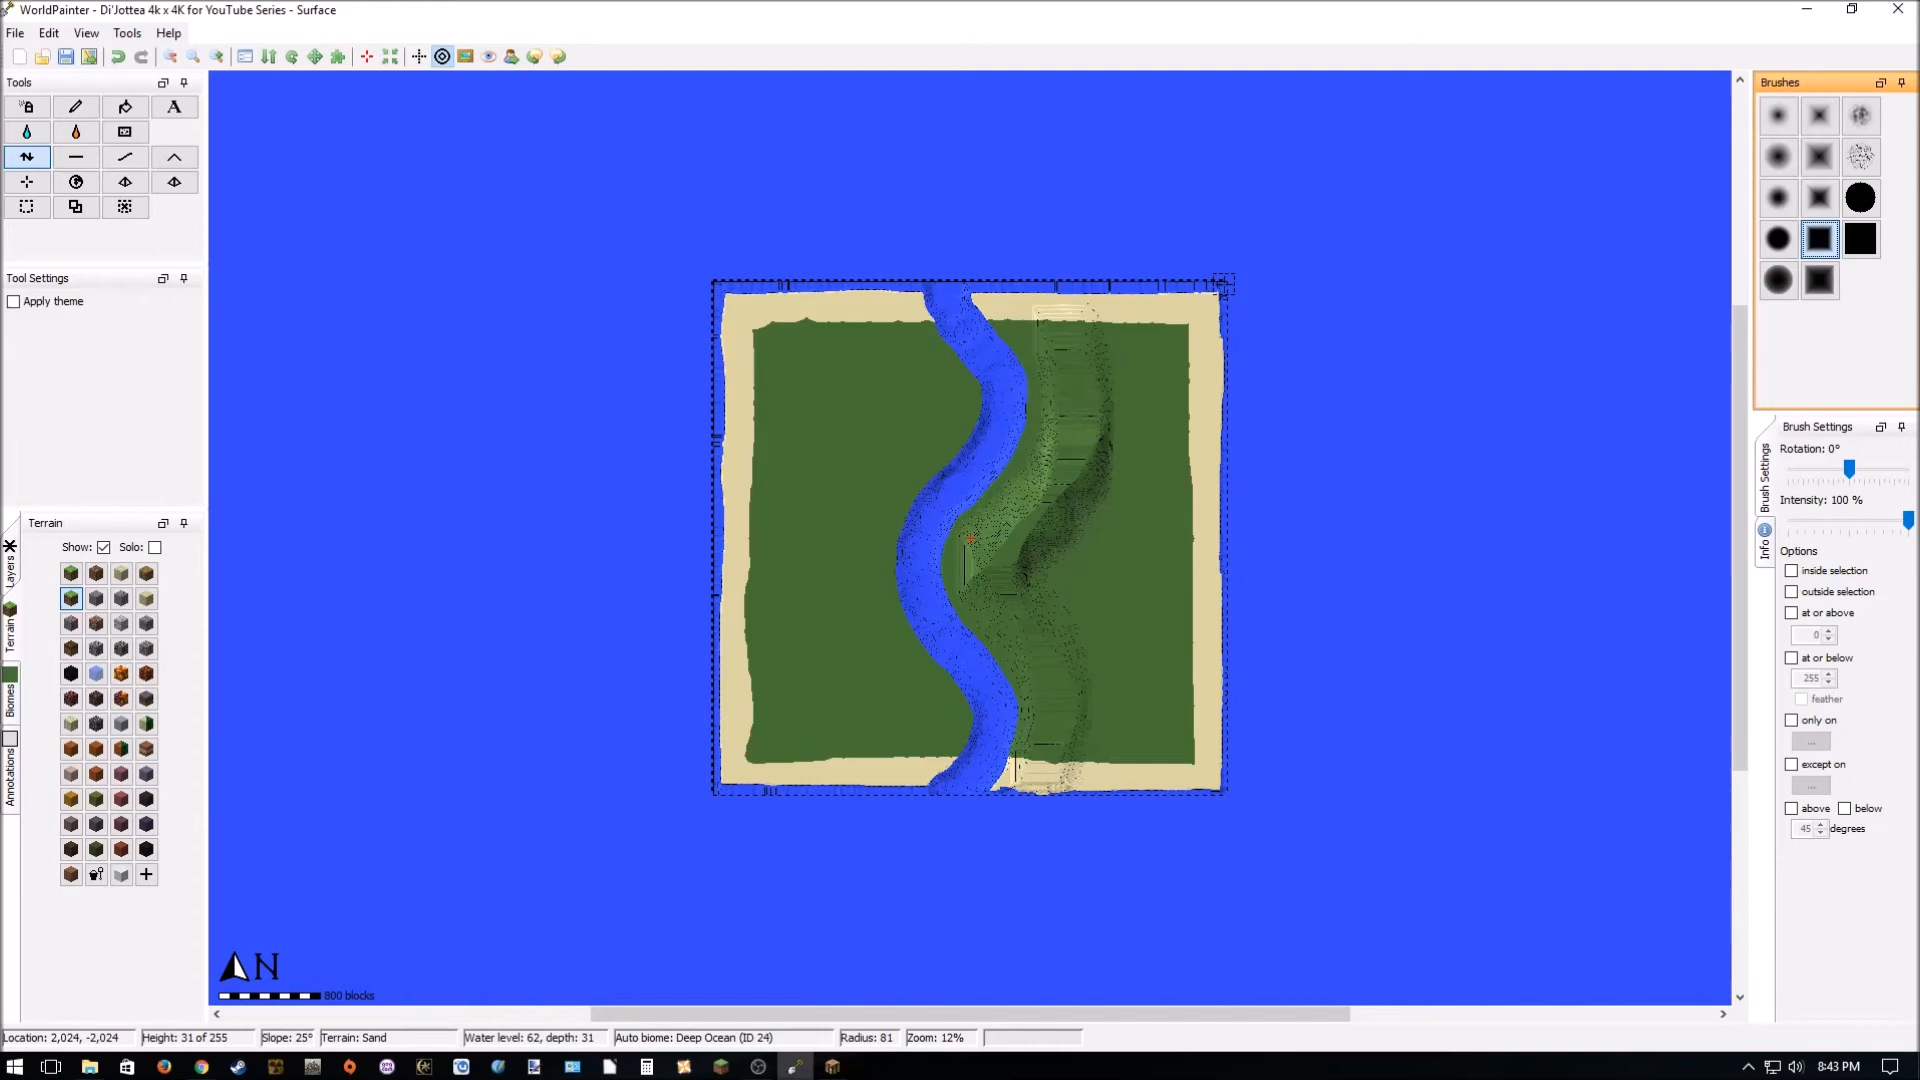 WorldPainter - Di'Jottea 4k x 4K for YouTube Series - Surface
File Edit View Tools Help
Tools
A
Tool Settings
Apply theme
Layers
Terrain
Biomes
Annotations
Terrain
Show: Solo:
N
800 blocks
Brushes
Brush Settings
Info
Brush Settings
Rotation: 0°
Intensity: 100 %
Options
inside selection
outside selection
at or above
0
at or below
255
feather
only on
...
except on
...
above below
45 degrees
Location: 2,024, -2,024 Height: 31 of 255 Slope: 25° Terrain: Sand Water level: 62, depth: 31 Auto biome: Deep Ocean (ID 24) Radius: 81 Zoom: 12%
8:43 PM